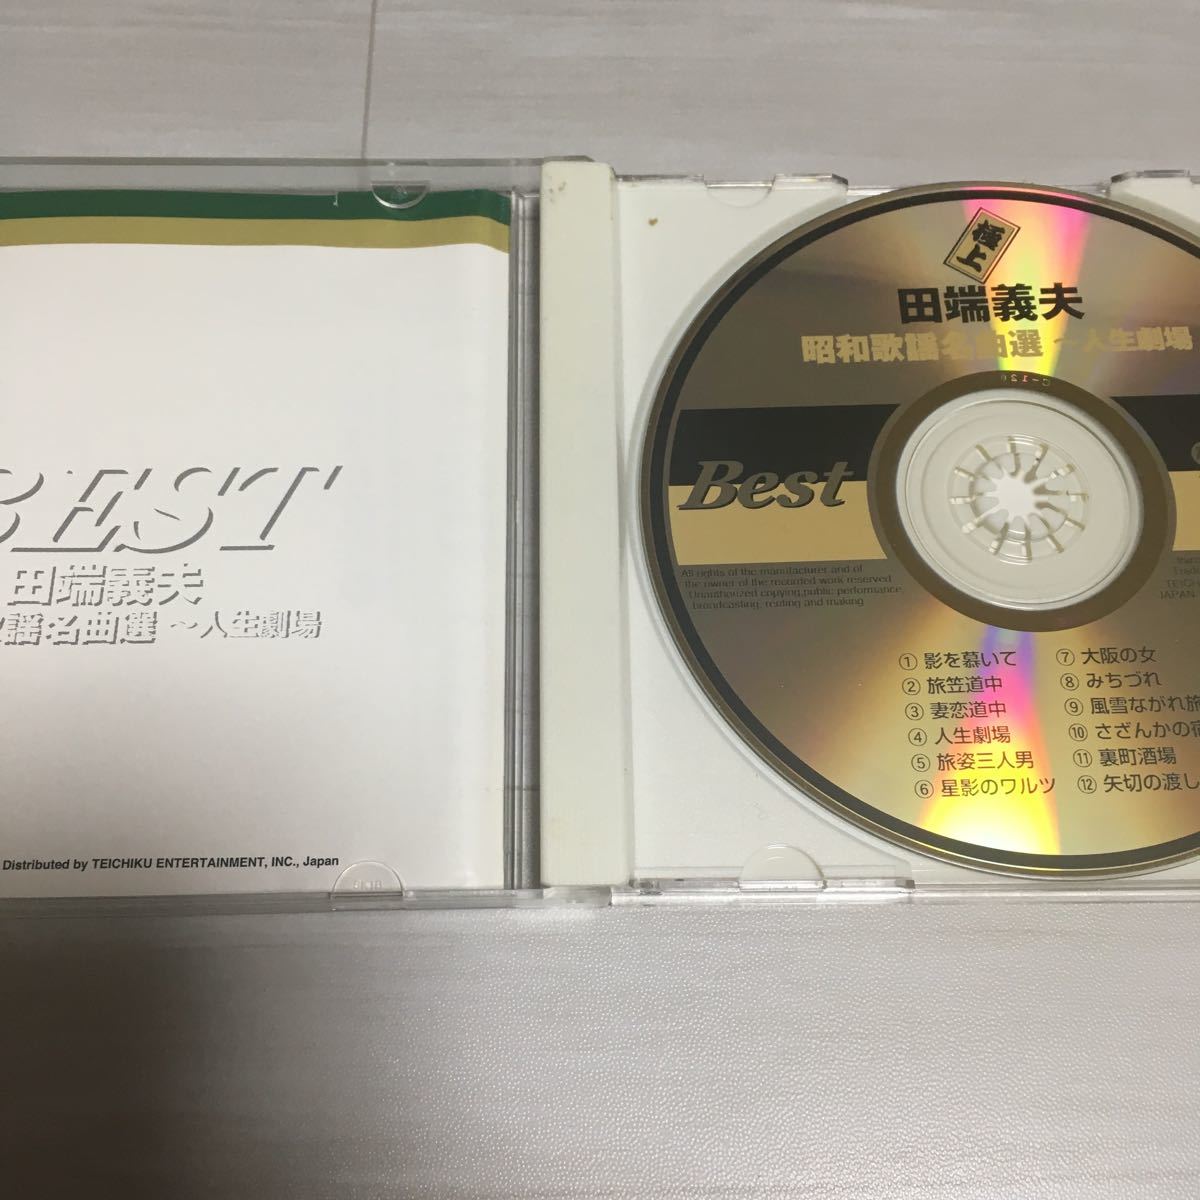 BEST
田端義夫
謡名曲選 ~人生劇場
Distributed by TEICHIKU ENTERTAINMENT, INC., Japan
極上
田端義夫
昭和歌謡名曲選 ~人生劇場
Best
All rights of the manufacturer and of
the owner of the recorded work reserved
Unauthorized copying,public performance,
broadcasting, renting and making
TEICHI
JAPAN
① 影を慕いて
② 旅笠道中
③ 妻恋道中
④ 人生劇場
⑤ 旅姿三人男
⑥ 星影のワルツ
⑦ 大阪の女
⑧ みちづれ
⑨ 風雪ながれ旅
⑩ さざんかの宿
⑪ 裏町酒場
⑫ 矢切の渡し